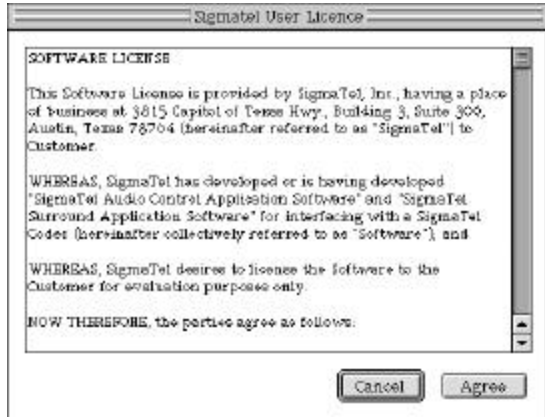 Sigmatel User Licence
SOFTWARE LICENSE
This Software License is provided by SigmaTel, Inc., having a place
of business at 3815 Capitol of Texas Hwy., Building 3, Suite 300,
Austin, Texas 78704 (hereinafter referred to as "SigmaTel") to
Customer.
WHEREAS, SigmaTel has developed or is having developed
"SigmaTel Audio Control Application Software" and "SigmaTel
Surround Application Software" for interfacing with a SigmaTel
Codec (hereinafter collectively referred to as "Software"), and
WHEREAS, SigmaTel desires to license the Software to the
Customer for evaluation purposes only.
NOW THEREFORE, the parties agree as follows:
Cancel
Agree